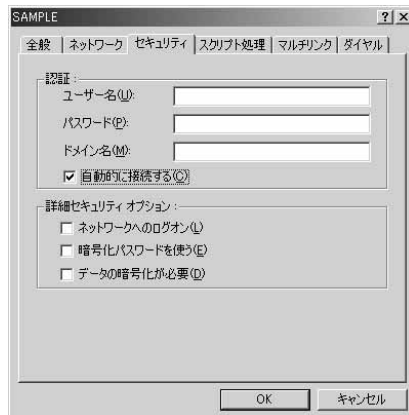 SAMPLE
全般 ネットワーク セキュリティ スクリプト処理 マルチリンク ダイヤル
認証:
ユーザー名(U):
パスワード(P):
ドメイン名(M):
自動的に接続する(C)
詳細セキュリティ オプション:
ネットワークへのログオン(L)
暗号化パスワードを使う(E)
データの暗号化が必要(D)
OK キャンセル